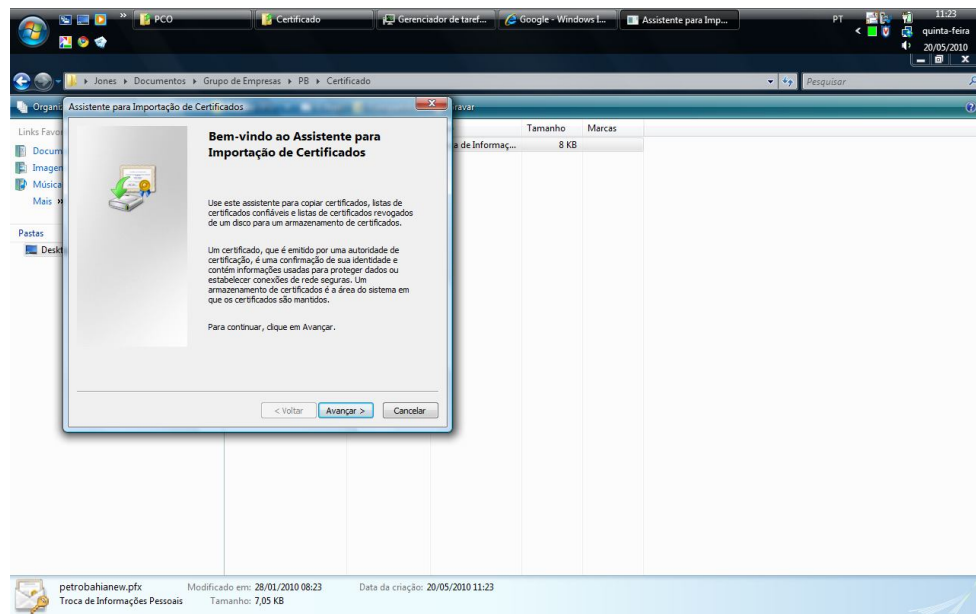 PCO
Certificado
Gerenciador de taref...
Google - Windows I...
Assistente para Imp...
PT
11:23
quinta-feira
20/05/2010
Jones
Documentos
Grupo de Empresas
PB
Certificado
Pesquisar
Organi
Assistente para Importação de Certificados
ravar
Links Favor
Docum
Imagen
Música
Mais »
Pastas
Deskt
Tamanho
Marcas
a de Informaç...
8 KB
Bem-vindo ao Assistente para
Importação de Certificados
Use este assistente para copiar certificados, listas de
certificados confiáveis e listas de certificados revogados
de um disco para um armazenamento de certificados.
Um certificado, que é emitido por uma autoridade de
certificação, é uma confirmação de sua identidade e
contém informações usadas para proteger dados ou
estabelecer conexões de rede seguras. Um
armazenamento de certificados é a área do sistema em
que os certificados são mantidos.
Para continuar, clique em Avançar.
< Voltar
Avançar >
Cancelar
petrobahianew.pfx
Modificado em: 28/01/2010 08:23
Data da criação: 20/05/2010 11:23
Troca de Informações Pessoais
Tamanho: 7,05 KB